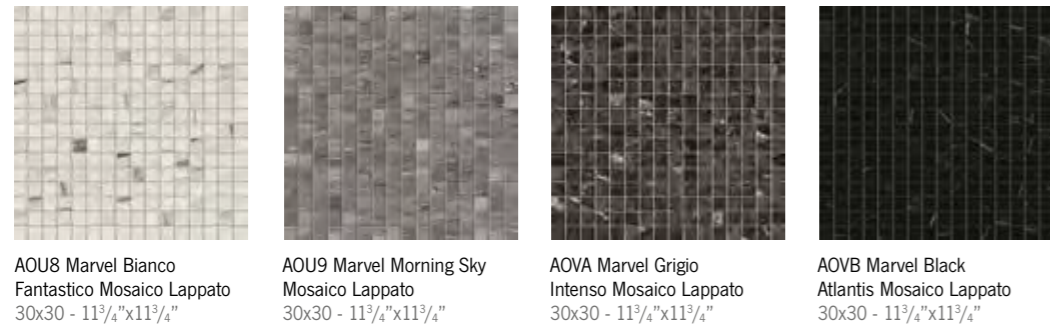 AOU8 Marvel Bianco
Fantastico Mosaico Lappato
30x30 - 11³/₄”x11³/₄”
AOU9 Marvel Morning Sky
Mosaico Lappato
30x30 - 11³/₄”x11³/₄”
AOVA Marvel Grigio
Intenso Mosaico Lappato
30x30 - 11³/₄”x11³/₄”
AOVB Marvel Black
Atlantis Mosaico Lappato
30x30 - 11³/₄”x11³/₄”